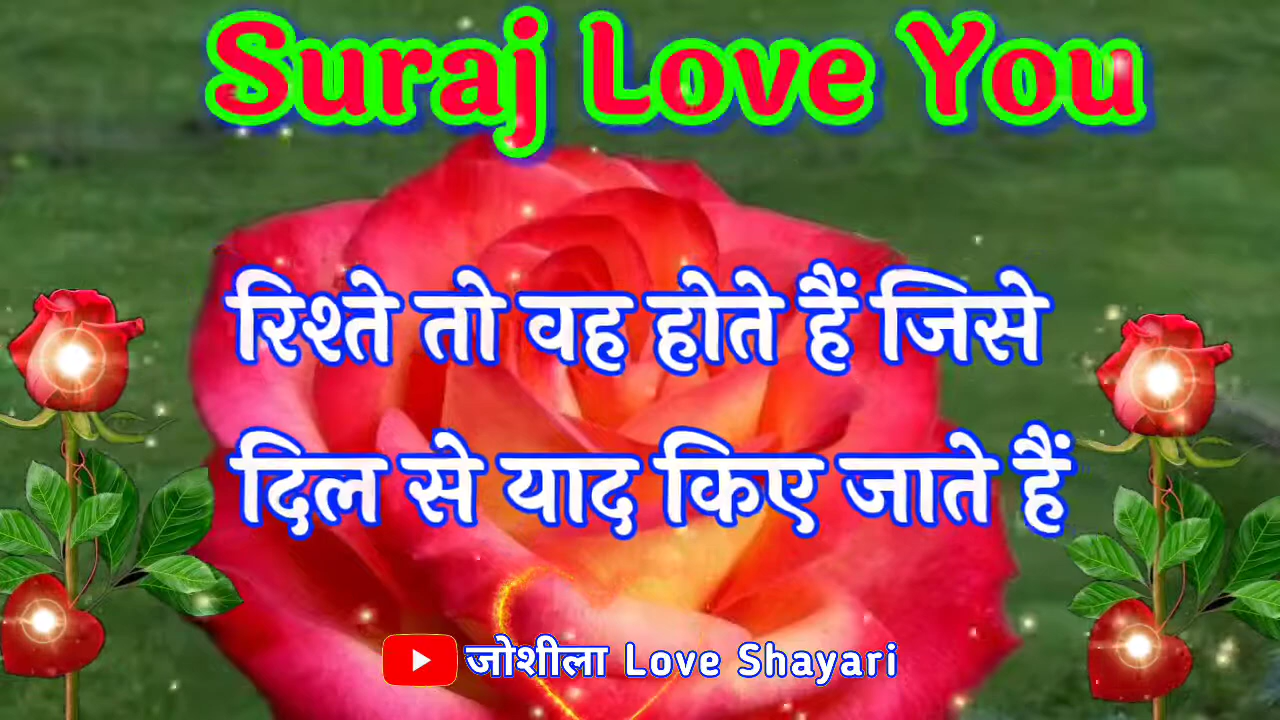 Suraj Love You
रिश्ते तो वह होते हैं जिसे
दिल से याद किए जाते हैं
जोशीला Love Shayari